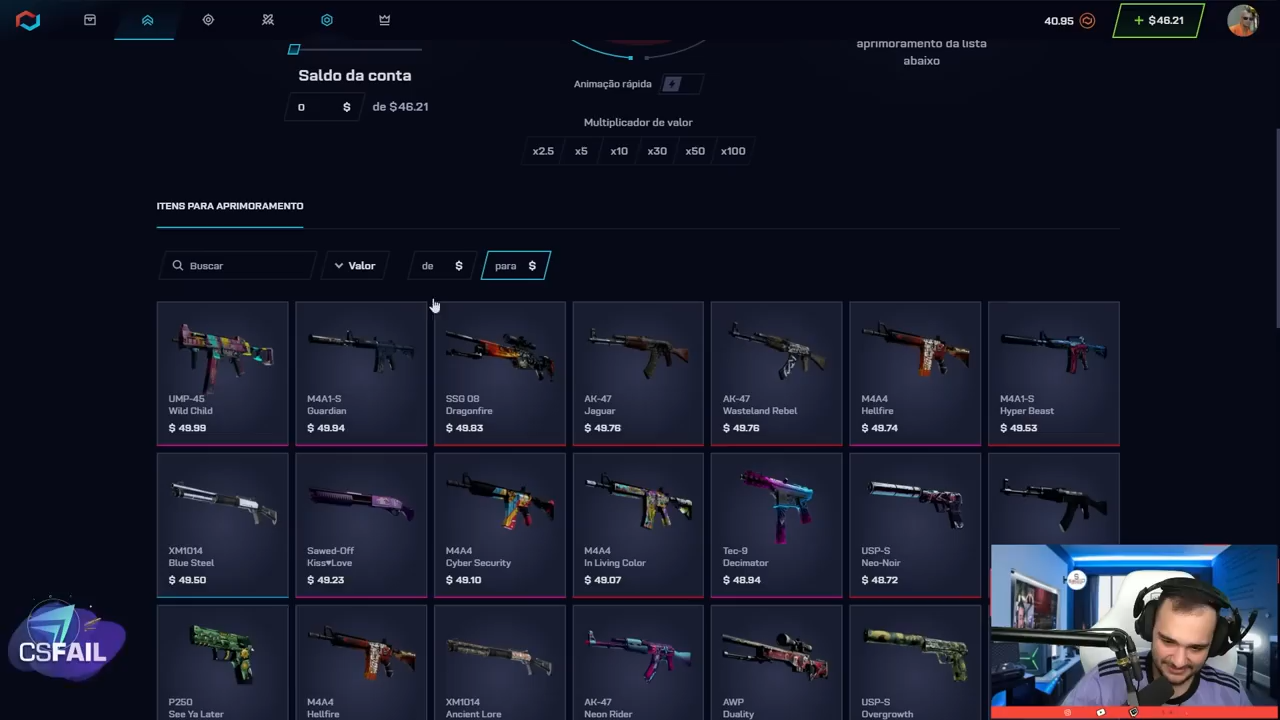 40.95
+ $46.21
Saldo da conta
0 $ de $46.21
aprimoramento da lista
abaixo
Animação rápida
Multiplicador de valor
x2.5 x5 x10 x30 x50 x100
ITENS PARA APRIMORAMENTO
Buscar
Valor
de $
para $
UMP-45
Wild Child
$ 49.99
M4A1-S
Guardian
$ 49.94
SSG 08
Dragonfire
$ 49.83
AK-47
Jaguar
$ 49.76
AK-47
Wasteland Rebel
$ 49.76
M4A4
Hellfire
$ 49.74
M4A1-S
Hyper Beast
$ 49.53
XM1014
Blue Steel
$ 49.50
Sawed-Off
Kiss♥Love
$ 49.23
M4A4
Cyber Security
$ 49.10
M4A4
In Living Color
$ 49.07
Tec-9
Decimator
$ 48.94
USP-S
Neo-Noir
$ 48.72
P250
See Ya Later
M4A4
Hellfire
XM1014
Ancient Lore
AK-47
Neon Rider
AWP
Duality
USP-S
Overgrowth
CSFAIL